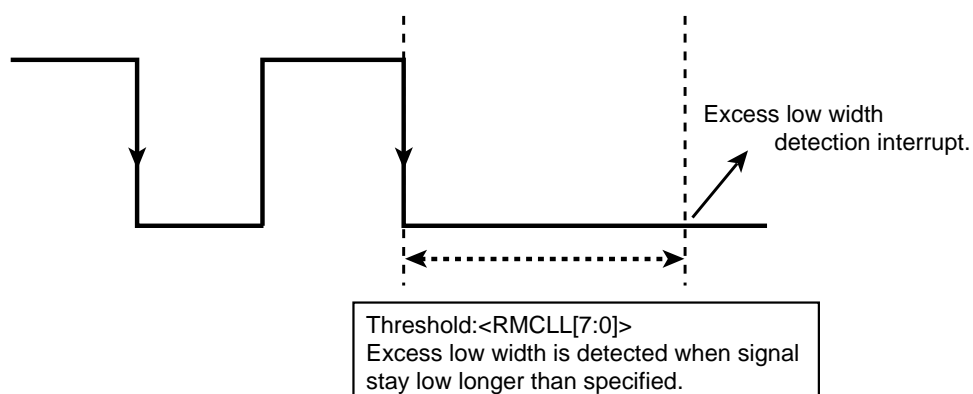 Excess low width
detection interrupt.
Threshold:<RMCLL[7:0]>
Excess low width is detected when signal
stay low longer than specified.